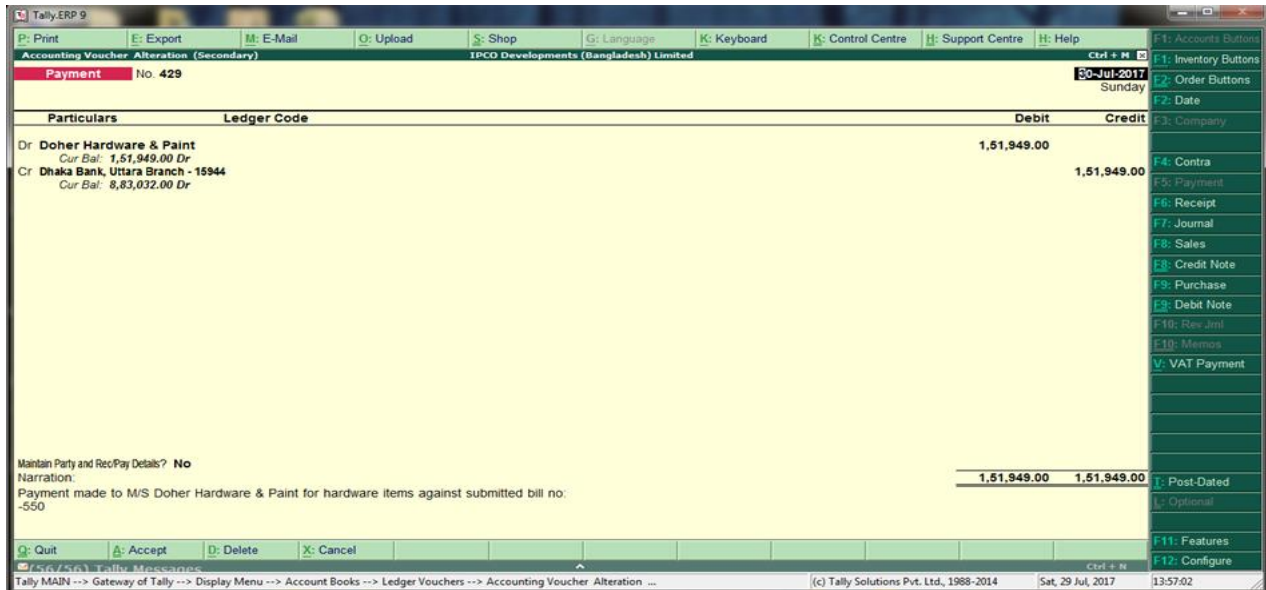 Tally.ERP 9
P: Print E: Export M: E-Mail O: Upload S: Shop G: Language K: Keyboard K: Control Centre H: Support Centre H: Help
Accounting Voucher Alteration (Secondary) IPCO Developments (Bangladesh) Limited Ctrl + M
Payment No. 429 30-Jul-2017
Sunday
Particulars Ledger Code Debit Credit
Dr Doher Hardware & Paint 1,51,949.00
Cur Bal: 1,51,949.00 Dr
Cr Dhaka Bank, Uttara Branch - 15944 1,51,949.00
Cur Bal: 8,83,032.00 Dr
Maintain Party and Rec/Pay Details? No
Narration: 1,51,949.00 1,51,949.00
Payment made to M/S Doher Hardware & Paint for hardware items against submitted bill no:
-550
Q: Quit A: Accept D: Delete X: Cancel
(56/56) Tally Messages Ctrl + N
Tally MAIN --> Gateway of Tally --> Display Menu --> Account Books --> Ledger Vouchers --> Accounting Voucher Alteration ... (c) Tally Solutions Pvt. Ltd., 1988-2014 Sat, 29 Jul, 2017 13:57:02
F1: Accounts Buttons
F1: Inventory Buttons
F2: Order Buttons
F2: Date
F3: Company
F4: Contra
F5: Payment
F6: Receipt
F7: Journal
F8: Sales
F8: Credit Note
F9: Purchase
F9: Debit Note
F10: Rev Jrnl
F10: Memos
V: VAT Payment
T: Post-Dated
L: Optional
F11: Features
F12: Configure